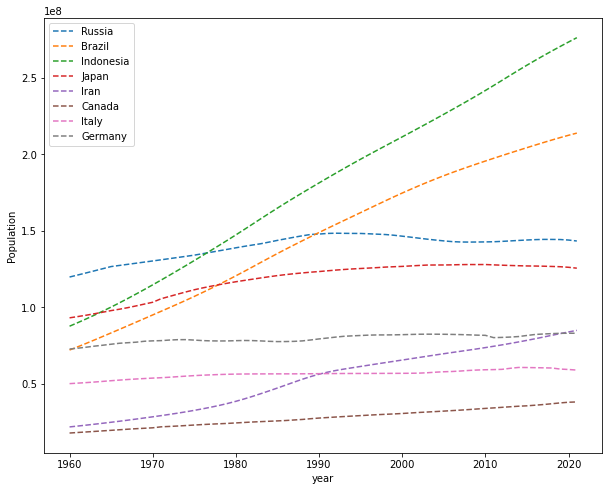 1e8
Russia
Brazil
Indonesia
Japan
Iran
Canada
Italy
Germany
2.5
2.0
1.5
1.0
0.5
Population
1960 1970 1980 1990 2000 2010 2020
year